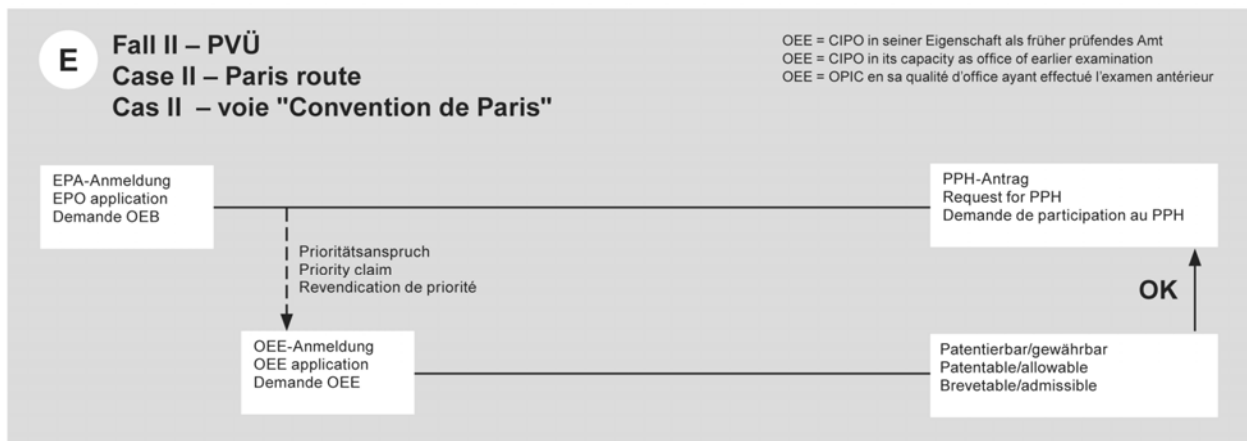 E
Fall II – PVÜ
Case II – Paris route
Cas II – voie "Convention de Paris"
OEE = CIPO in seiner Eigenschaft als früher prüfendes Amt
OEE = CIPO in its capacity as office of earlier examination
OEE = OPIC en sa qualité d'office ayant effectué l'examen antérieur
EPA-Anmeldung
EPO application
Demande OEB
PPH-Antrag
Request for PPH
Demande de participation au PPH
Prioritätsanspruch
Priority claim
Revendication de priorité
OK
OEE-Anmeldung
OEE application
Demande OEE
Patentierbar/gewährbar
Patentable/allowable
Brevetable/admissible